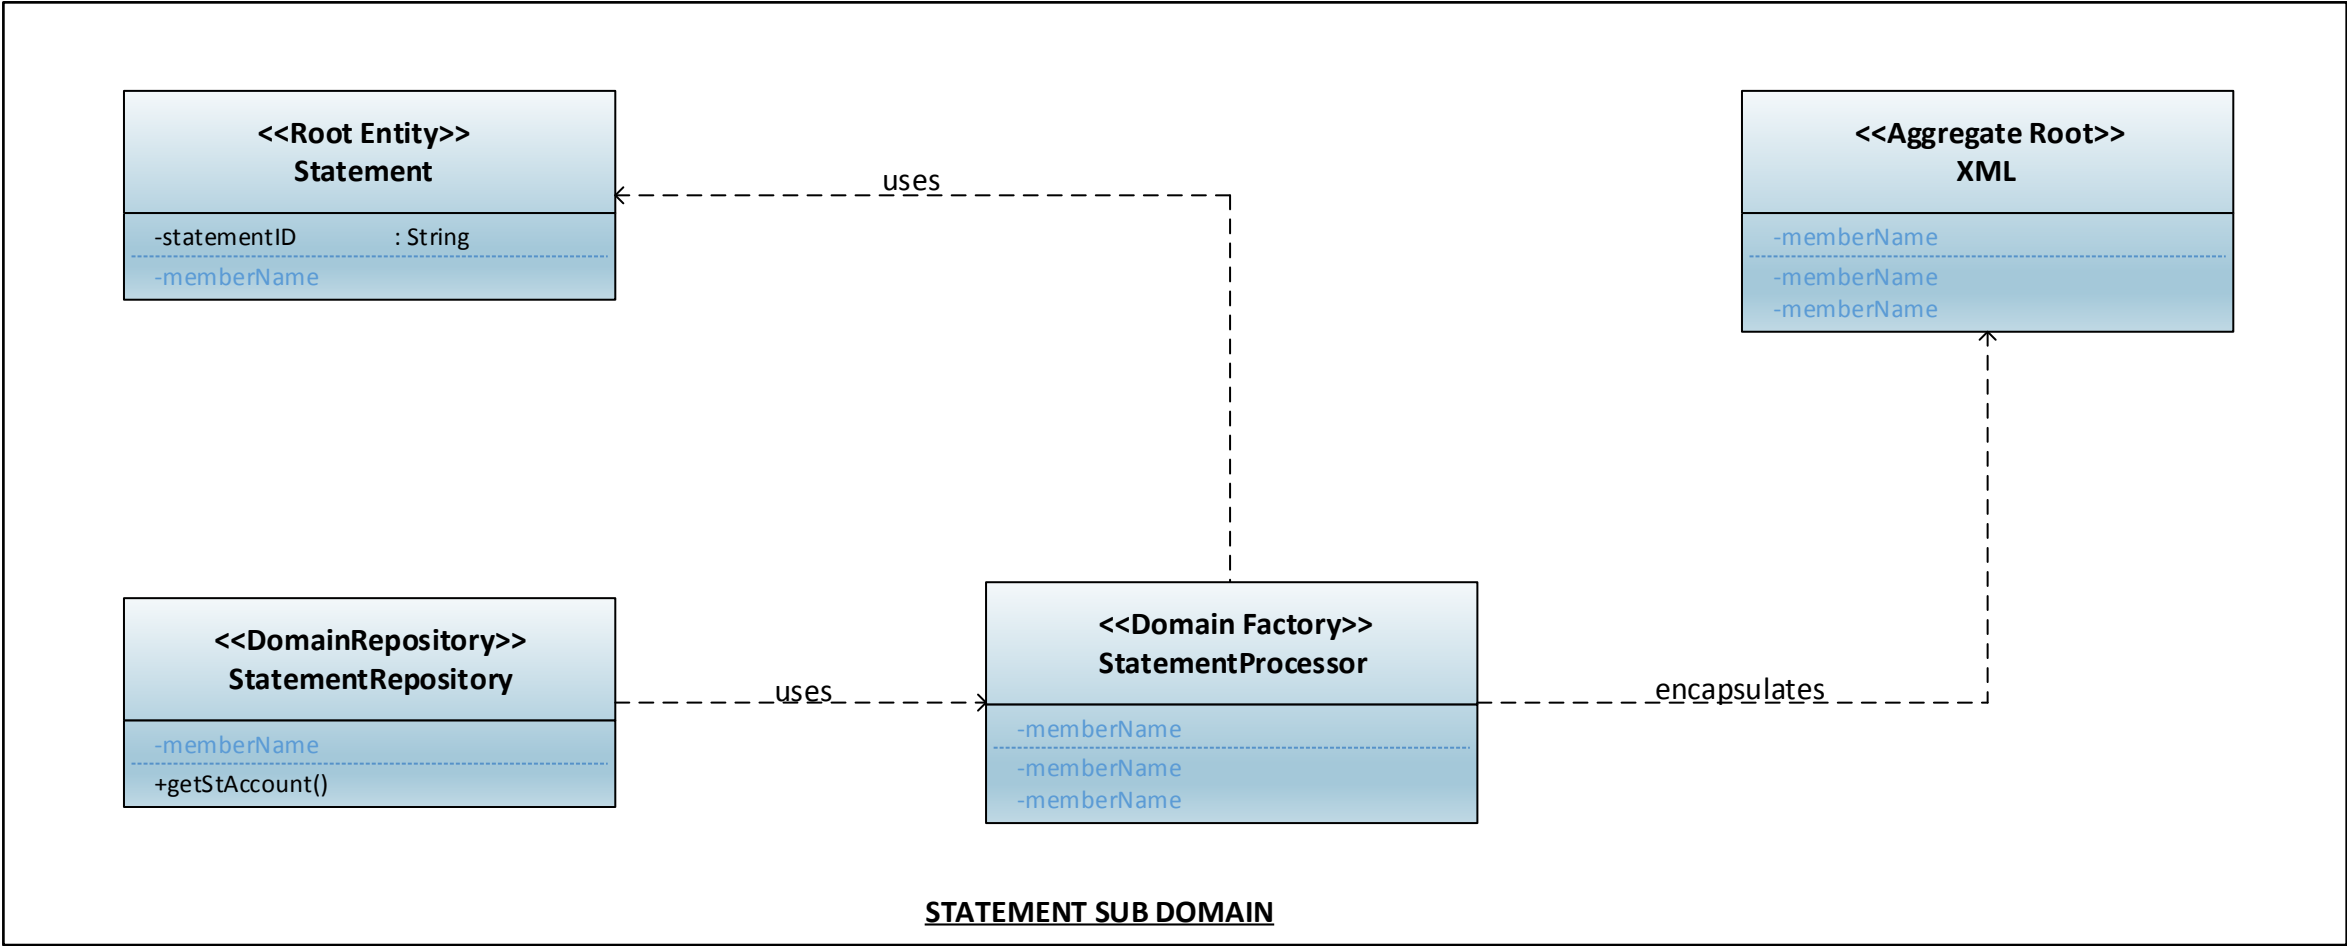 <<Root Entity>>
Statement
-statementID : String
-memberName
uses
<<Aggregate Root>>
XML
-memberName
-memberName
-memberName
<<DomainRepository>>
StatementRepository
-memberName
+getStAccount()
uses
<<Domain Factory>>
StatementProcessor
-memberName
-memberName
-memberName
encapsulates
STATEMENT SUB DOMAIN